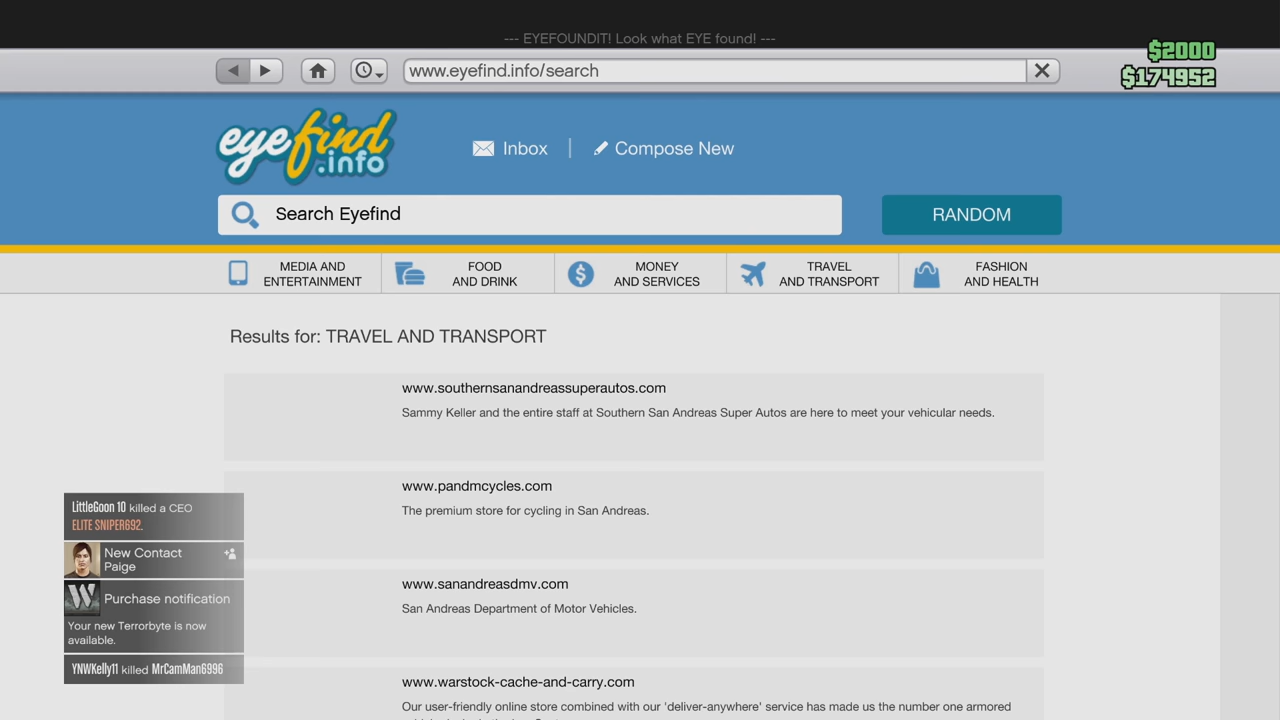 --- EYEFOUNDIT! Look what EYE found! ---
$2000
www.eyefind.info/search
$174952
eyefind
.info
Inbox
Compose New
Search Eyefind
RANDOM
MEDIA AND
ENTERTAINMENT
FOOD
AND DRINK
MONEY
AND SERVICES
TRAVEL
AND TRANSPORT
FASHION
AND HEALTH
Results for: TRAVEL AND TRANSPORT
www.southernsanandreassuperautos.com
Sammy Keller and the entire staff at Southern San Andreas Super Autos are here to meet your vehicular needs.
www.pandmcycles.com
The premium store for cycling in San Andreas.
www.sanandreasdmv.com
San Andreas Department of Motor Vehicles.
www.warstock-cache-and-carry.com
Our user-friendly online store combined with our 'deliver-anywhere' service has made us the number one armored
LittleGoon 10 killed a CEO
ELITE SNIPER692.
New Contact
Paige
W
Purchase notification
Your new Terrorbyte is now
available.
YNWKelly11 killed MrCamMan6996